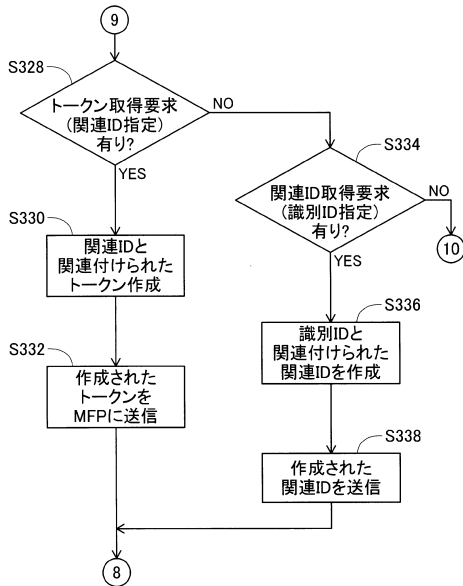 9
S328
トークン取得要求
(関連ID指定)
有り?
NO
YES
S334
関連ID取得要求
(識別ID指定)
有り?
NO
10
YES
S330
関連IDと
関連付けられた
トークン作成
S336
識別IDと
関連付けられた
関連IDを作成
S332
作成された
トークンを
MFPに送信
S338
作成された
関連IDを送信
8